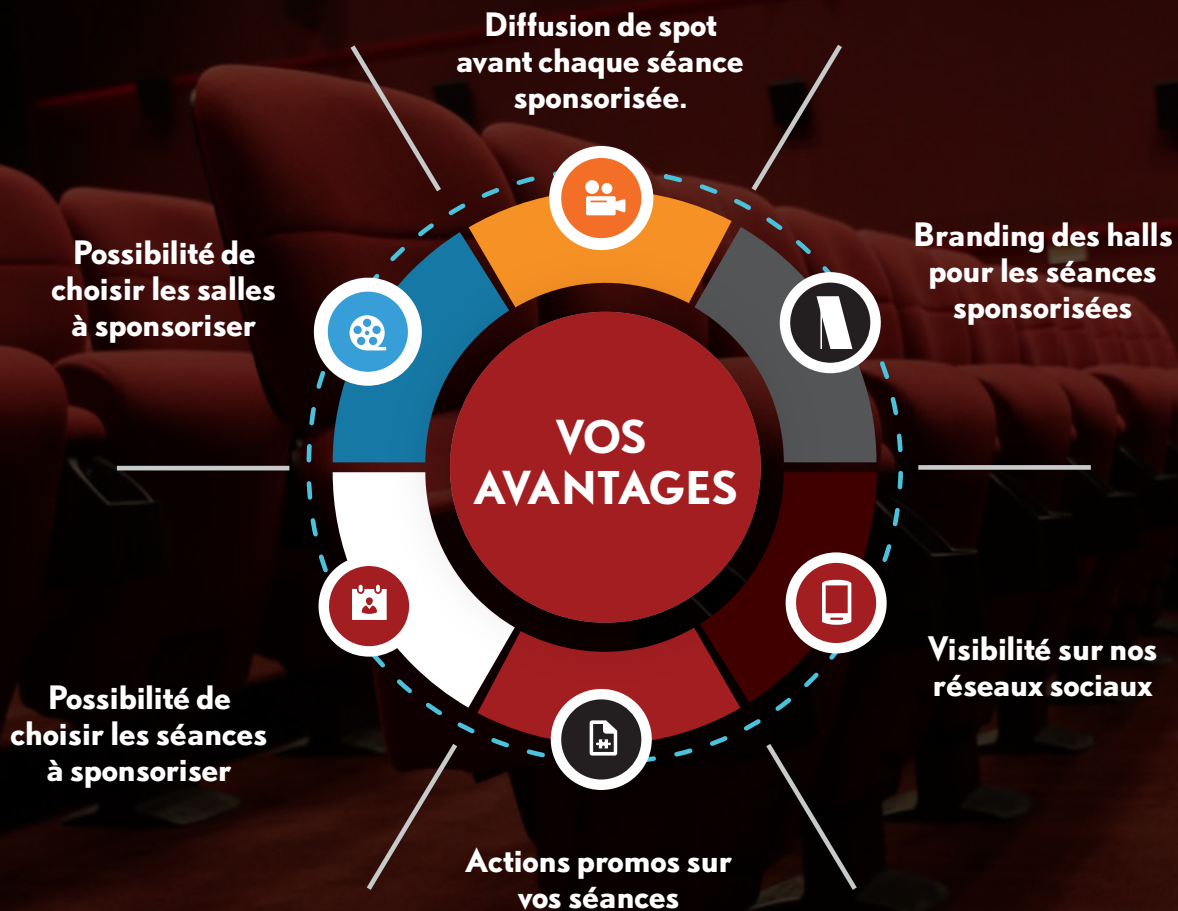 Diffusion de spot
avant chaque séance
sponsorisée.
Possibilité de
choisir les salles
à sponsoriser
Branding des halls
pour les séances
sponsorisées
VOS
AVANTAGES
Possibilité de
choisir les séances
à sponsoriser
Visibilité sur nos
réseaux sociaux
Actions promos sur
vos séances